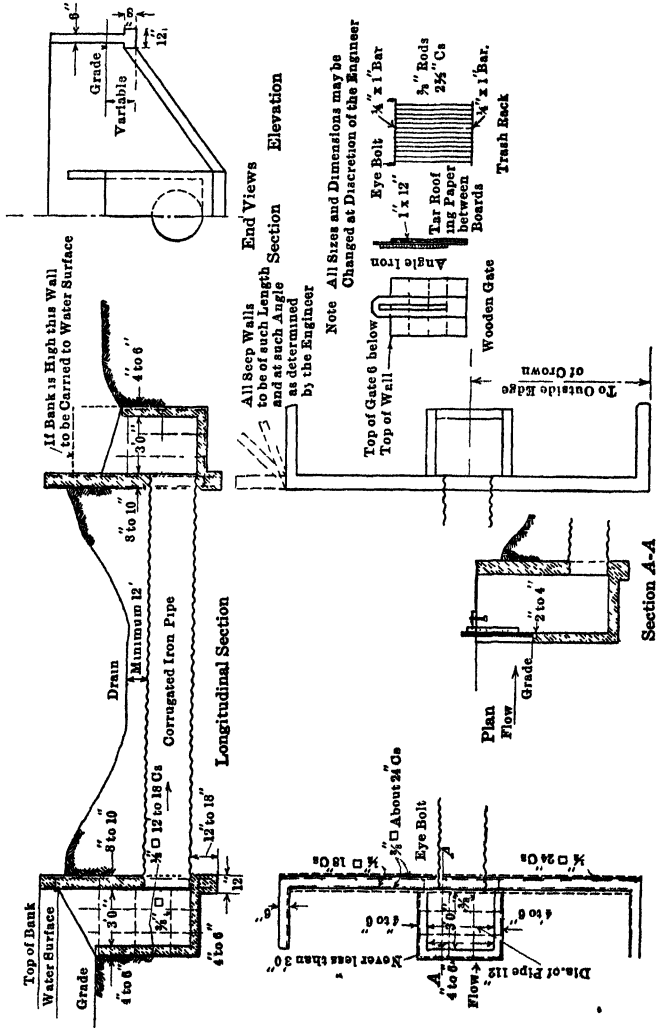 Top of Bank
Water Surface
Grade
4 to 6"
30"
8 to 10"
4 to 6"
12"
12 to 18"
⅜" □ 12 to 18 Cs
Drain
Minimum 12'
Corrugated Iron Pipe
8 to 10"
30"
4 to 6"
If Bank is High this Wall
to be Carried to Water Surface
Longitudinal Section
6"
8"
12"
Grade
Variable
End Views
Section
Elevation
All Seep Walls
to be of such Length
and at such Angle
as determined
by the Engineer
Note All Sizes and Dimensions may be
Changed at Discretion of the Engineer
Top of Gate 6 below
Top of Wall
Wooden Gate
Angle Iron
1 x 12"
Tar Roof
ing Paper
between
Boards
Eye Bolt
¼" x 1" Bar
⅜" Rods
2½" Cs
¼" x 1" Bar.
Trash Rack
To Outside Edge
of Crown
Plan
Flow
Grade
2 to 4"
Section A-A
6"
□ 18 Cs
□ About 24 Cs
Eye Bolt
□ 24 Cs
4 to 6"
30"
4 to 6"
Never less than 30"
"A
A
4 to 6"
Flow
Dia. of Pipe 112"